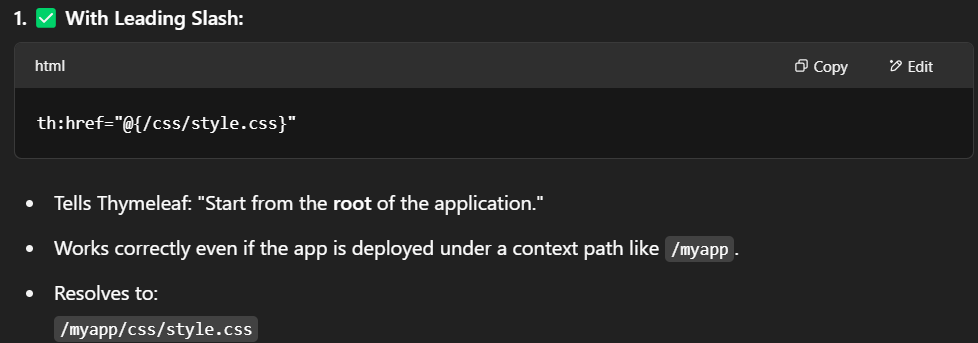 1. ✅ With Leading Slash:
html Copy Edit
th:href="@{/css/style.css}"
• Tells Thymeleaf: "Start from the root of the application."
• Works correctly even if the app is deployed under a context path like /myapp.
• Resolves to:
/myapp/css/style.css